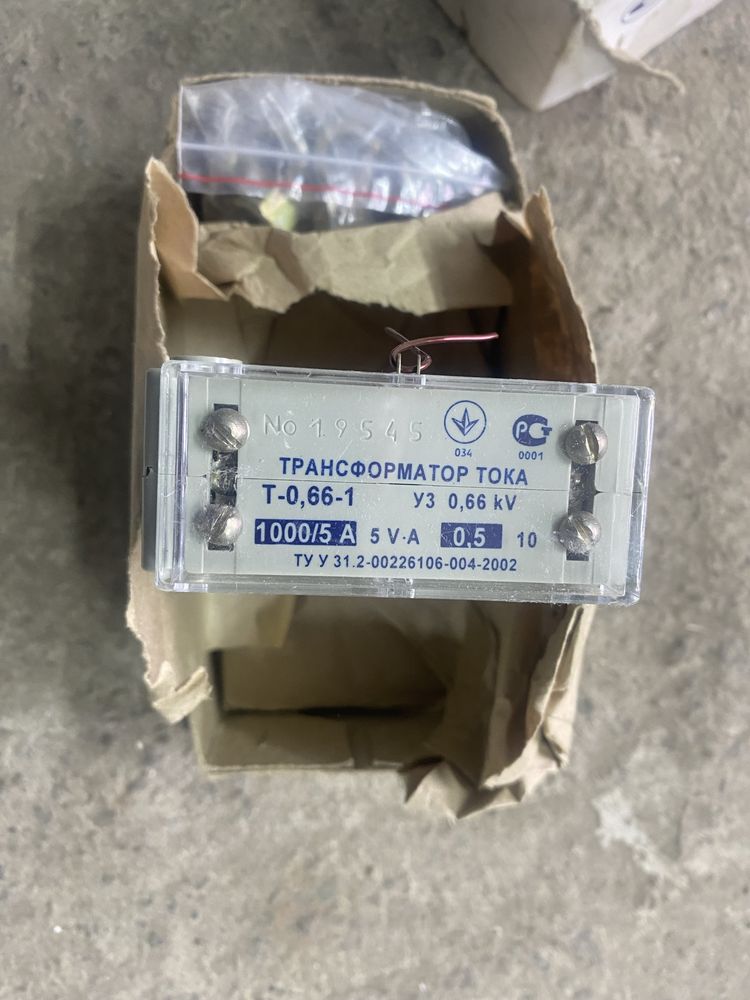 No 19545
034
РСТ
0001
ТРАНСФОРМАТОР ТОКА
Т-0,66-1 У3 0,66 kV
1000/5 А 5 V·A 0,5 10
ТУ У 31.2-00226106-004-2002